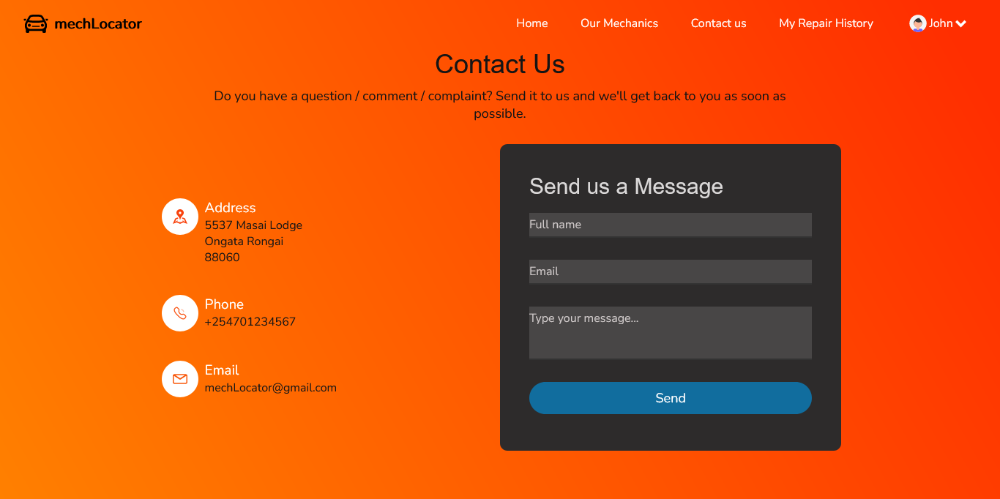 mechLocator
Home
Our Mechanics
Contact us
My Repair History
John
Contact Us
Do you have a question / comment / complaint? Send it to us and we'll get back to you as soon as
possible.
Address
5537 Masai Lodge
Ongata Rongai
88060
Phone
+254701234567
Email
mechLocator@gmail.com
Send us a Message
Full name
Email
Type your message...
Send